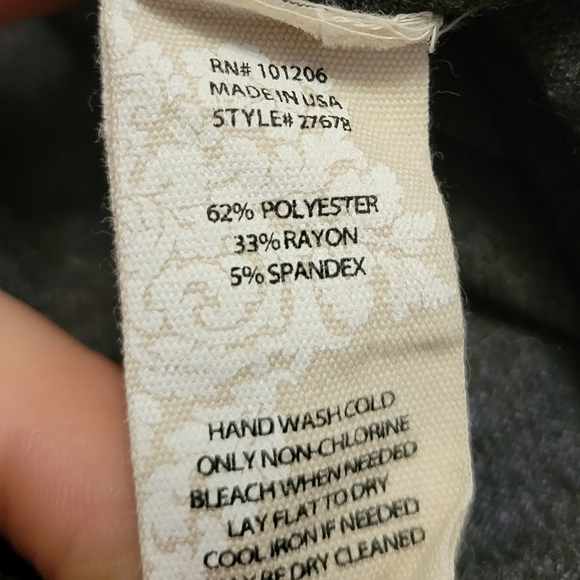 RN# 101206
MADE IN USA
STYLE# 27678
62% POLYESTER
33% RAYON
5% SPANDEX
HAND WASH COLD
ONLY NON-CHLORINE
BLEACH WHEN NEEDED
LAY FLAT TO DRY
COOL IRON IF NEEDED
BE DRY CLEANED